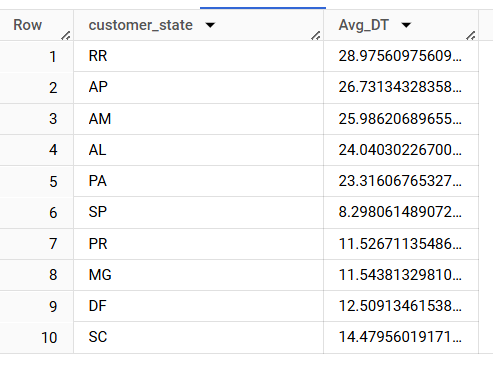 Row customer_state Avg_DT
1 RR 28.97560975609…
2 AP 26.73134328358…
3 AM 25.98620689655…
4 AL 24.04030226700…
5 PA 23.31606765327…
6 SP 8.298061489072…
7 PR 11.52671135486…
8 MG 11.54381329810…
9 DF 12.50913461538…
10 SC 14.47956019171…